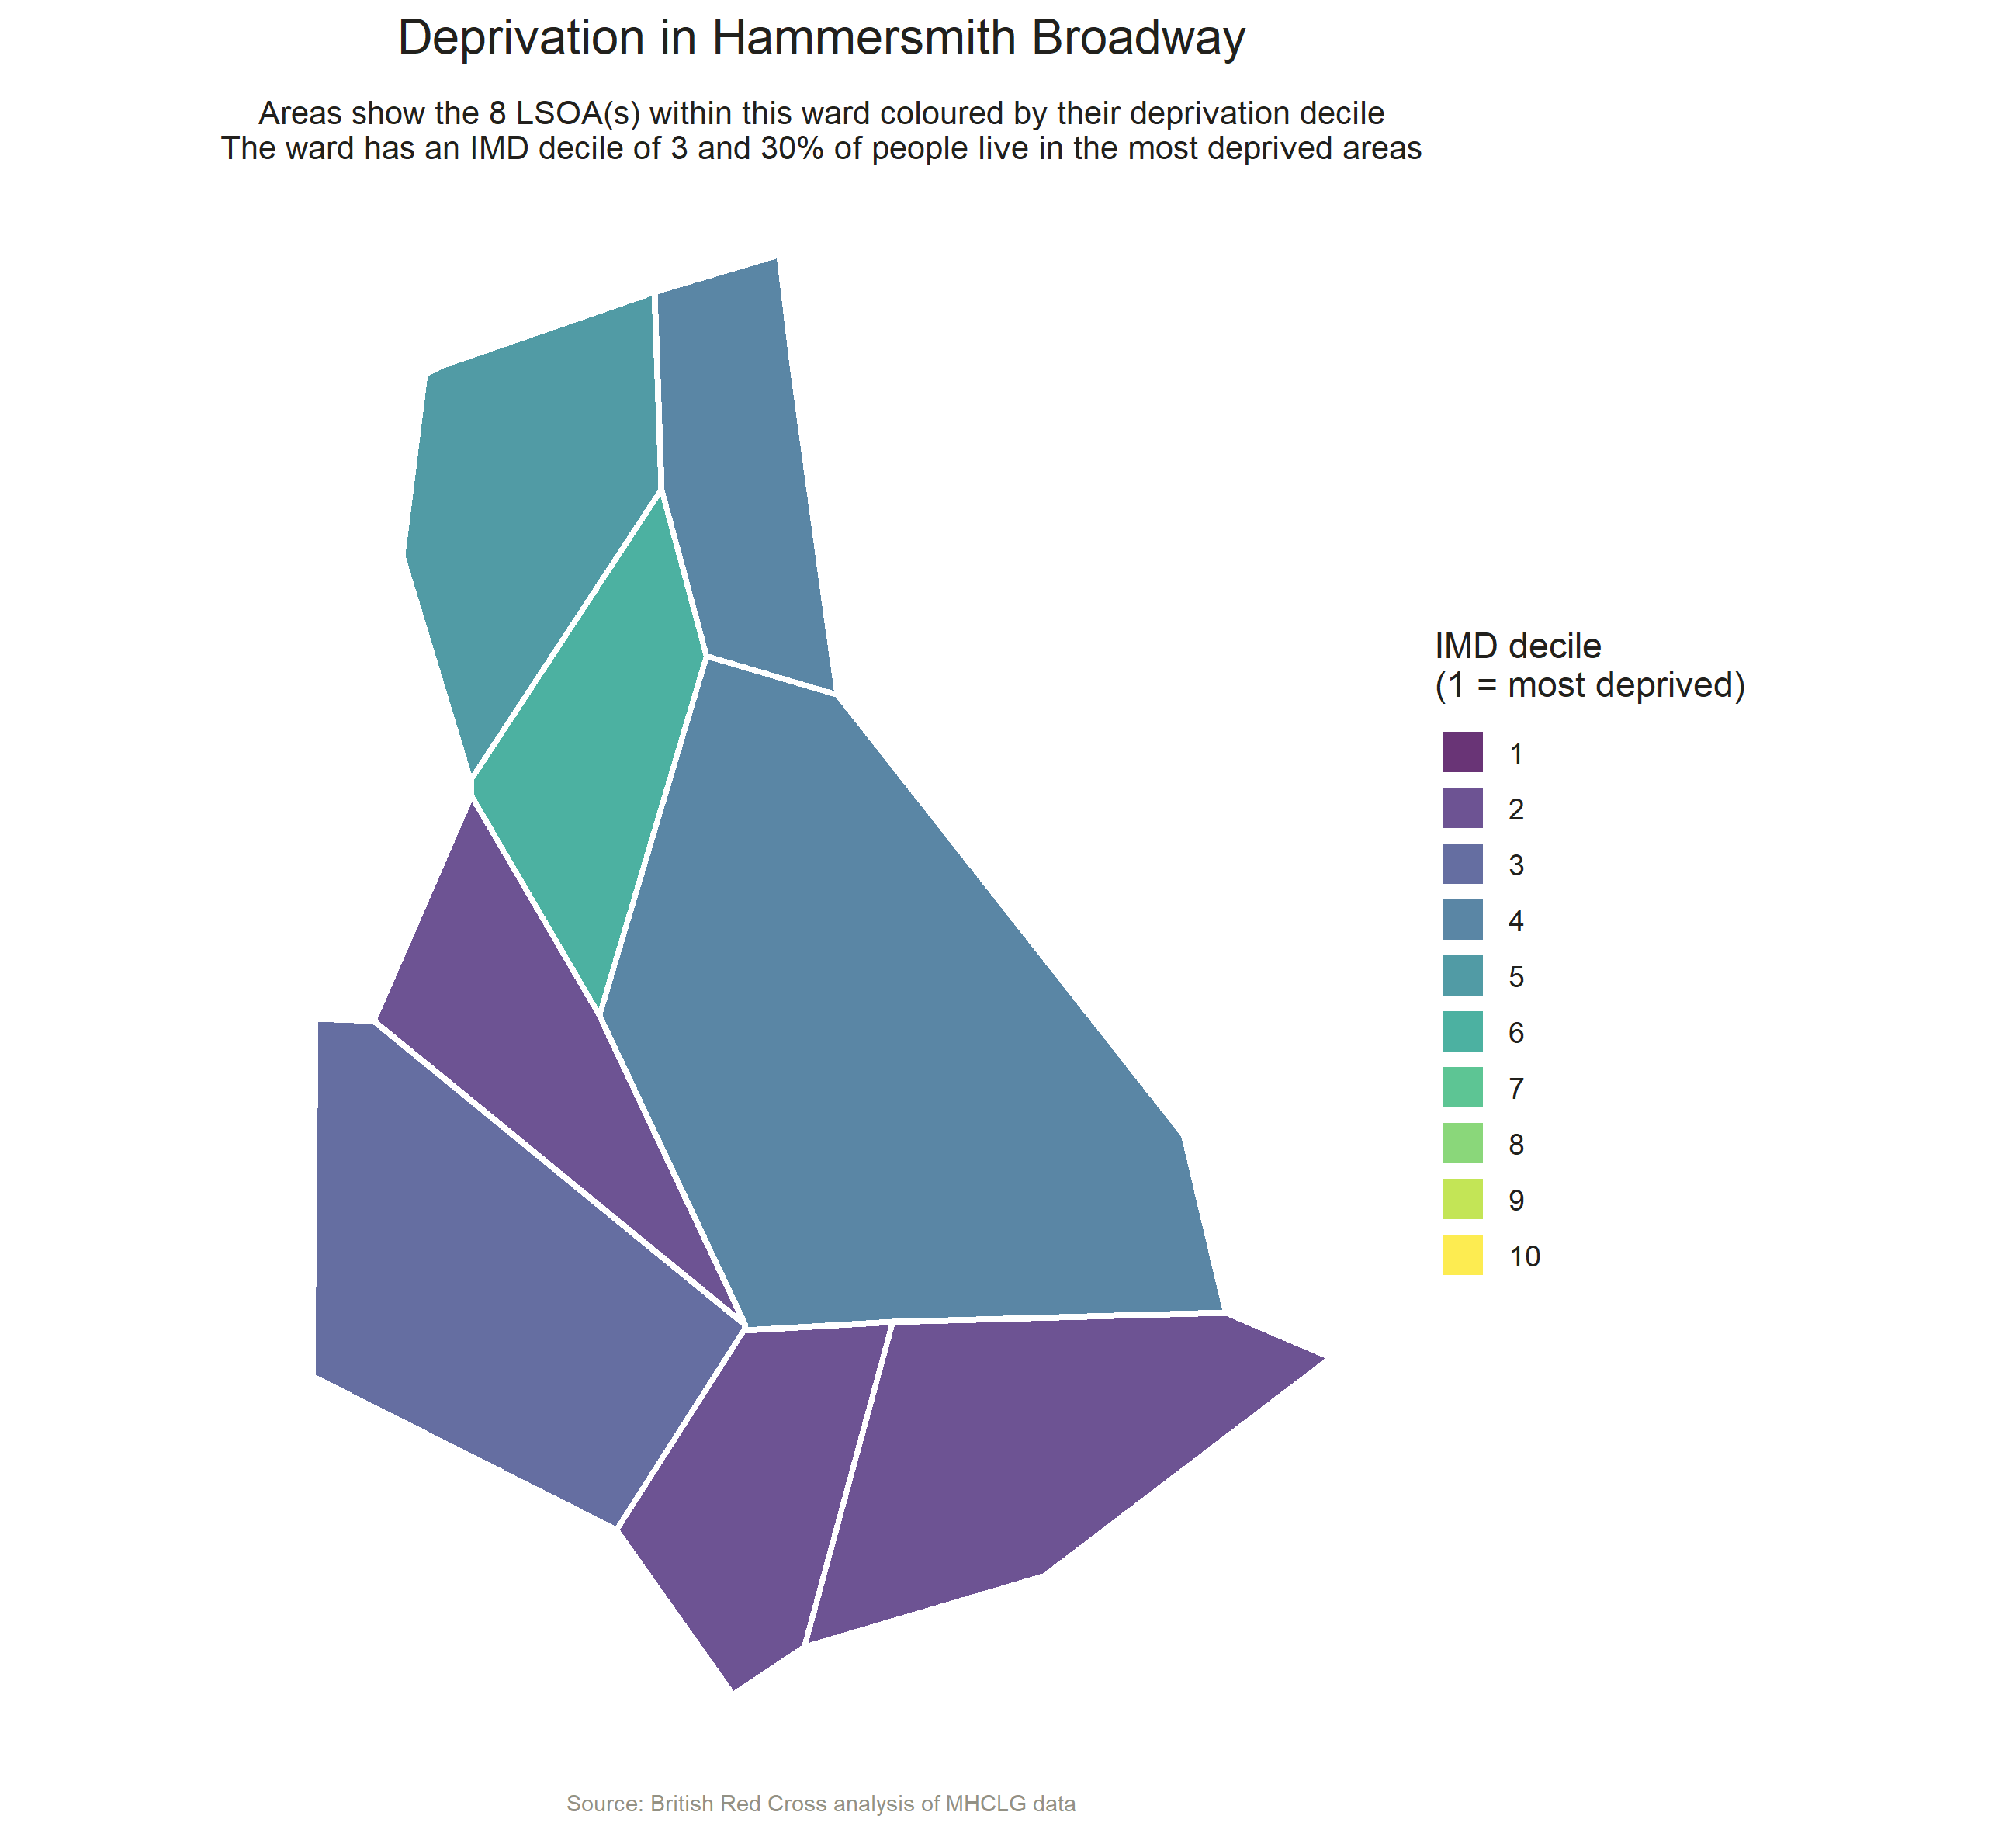 Deprivation in Hammersmith Broadway
Areas show the 8 LSOA(s) within this ward coloured by their deprivation decile
The ward has an IMD decile of 3 and 30% of people live in the most deprived areas
IMD decile
(1 = most deprived)
1
2
3
4
5
6
7
8
9
10
Source: British Red Cross analysis of MHCLG data